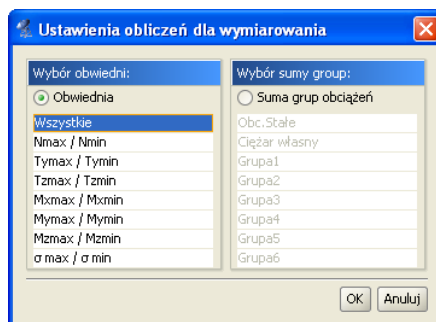 Ustawienia obliczeń dla wymiarowania
Wybór obwiedni:
Obwiednia
Wszystkie
Nmax / Nmin
Tymax / Tymin
Tzmax / Tzmin
Mxmax / Mxmin
Mymax / Mymin
Mzmax / Mzmin
σ max / σ min
Wybór sumy group:
Suma grup obciążeń
Obc.Stałe
Ciężar własny
Grupa1
Grupa2
Grupa3
Grupa4
Grupa5
Grupa6
OK
Anuluj